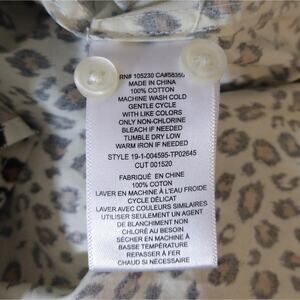 RN# 105230 CA#58350
MADE IN CHINA
100% COTTON
MACHINE WASH COLD
GENTLE CYCLE
WITH LIKE COLORS
ONLY NON-CHLORINE
BLEACH IF NEEDED
TUMBLE DRY LOW
WARM IRON IF NEEDED
STYLE 19-1-004595-TP02645
CUT 001520
FABRIQUÉ EN CHINE
100% COTON
LAVER EN MACHINE À L'EAU FROIDE
CYCLE DÉLICAT
LAVER AVEC COULEURS SIMILAIRES
UTILISER SEULEMENT UN AGENT
DE BLANCHIMENT NON
CHLORÉ AU BESOIN
SÉCHER EN MACHINE À
BASSE TEMPÉRATURE
REPASSER À FER
CHAUD SI NÉCESSAIRE